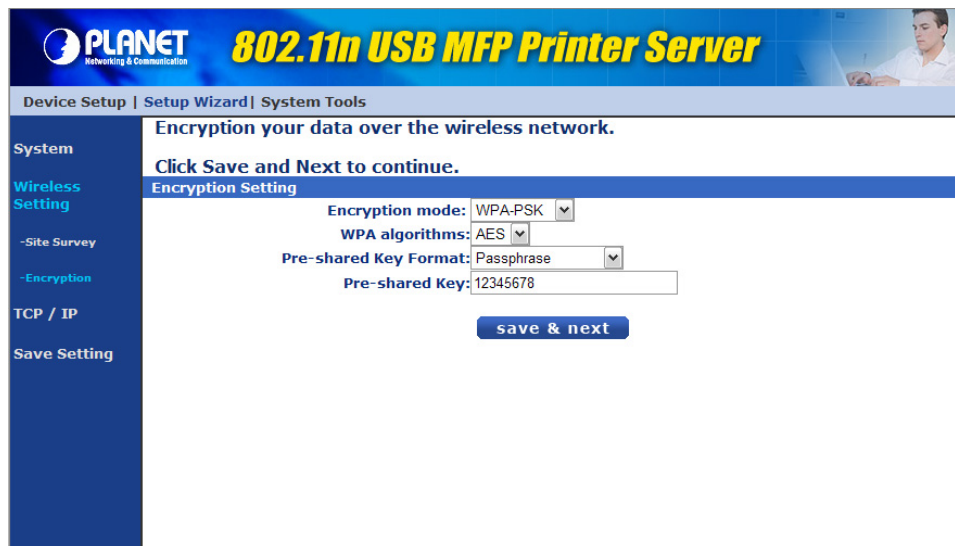 PLANET
Networking & Communication
802.11n USB MFP Printer Server
Device Setup | Setup Wizard| System Tools
System
Wireless
Setting
-Site Survey
-Encryption
TCP / IP
Save Setting
Encryption your data over the wireless network.
Click Save and Next to continue.
Encryption Setting
Encryption mode: WPA-PSK
WPA algorithms: AES
Pre-shared Key Format: Passphrase
Pre-shared Key: 12345678
save & next